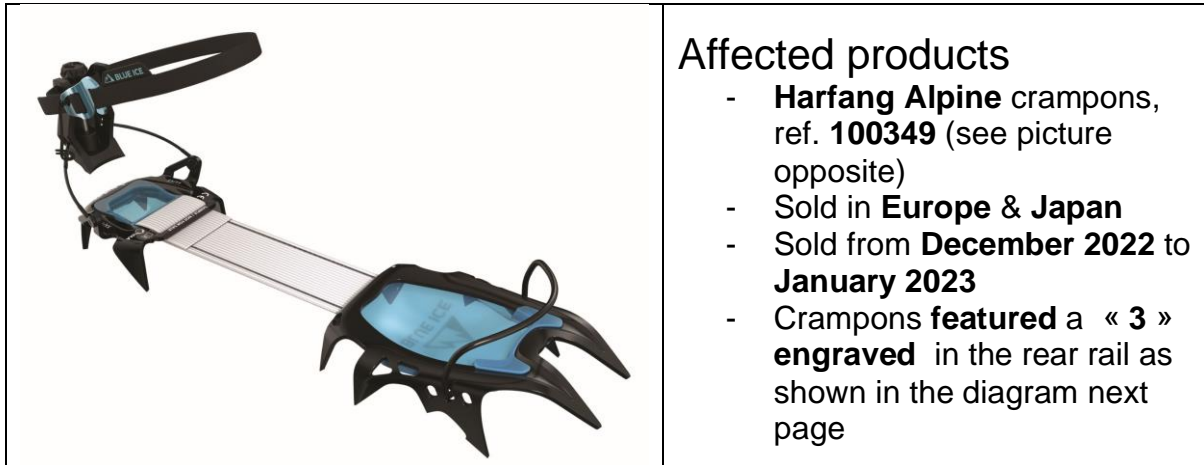 BLUE ICE
Affected products
- Harfang Alpine crampons,
ref. 100349 (see picture
opposite)
- Sold in Europe & Japan
- Sold from December 2022 to
January 2023
- Crampons featured a « 3 »
engraved in the rear rail as
shown in the diagram next
page